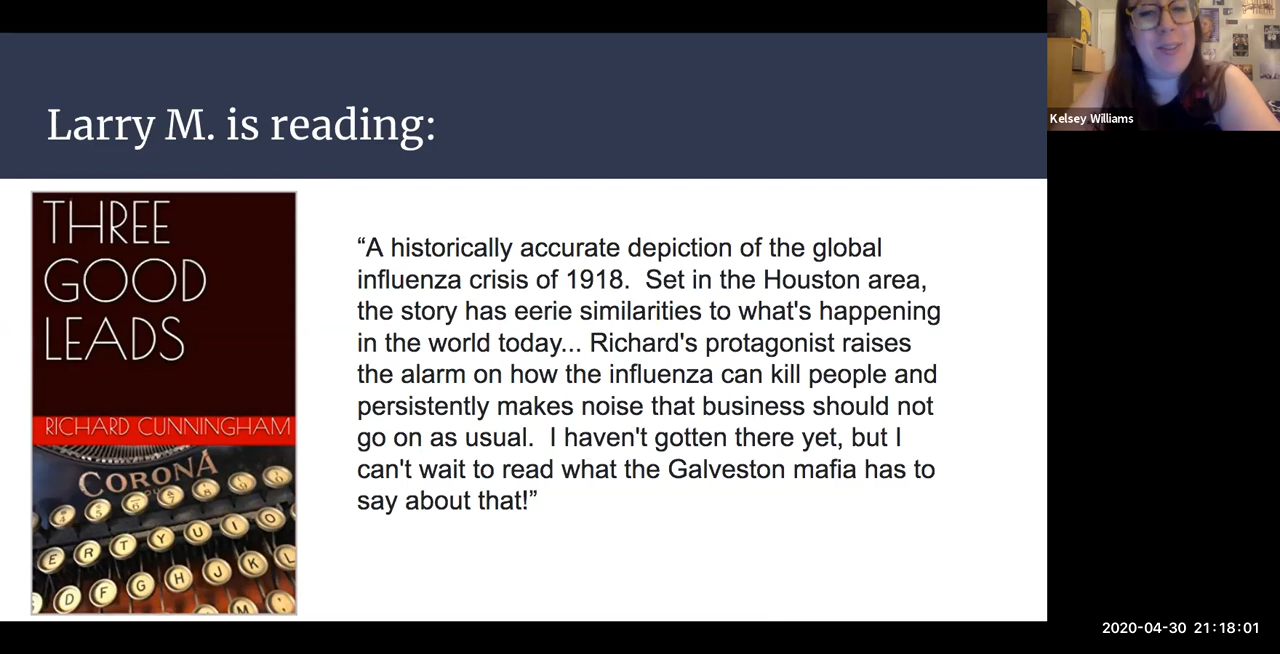 Larry M. is reading:
THREE
GOOD
LEADS
RICHARD CUNNINGHAM
CORONA
E R T Y U I O
D F G H J K L
M
“A historically accurate depiction of the global
influenza crisis of 1918.  Set in the Houston area,
the story has eerie similarities to what's happening
in the world today... Richard's protagonist raises
the alarm on how the influenza can kill people and
persistently makes noise that business should not
go on as usual.  I haven't gotten there yet, but I
can't wait to read what the Galveston mafia has to
say about that!”
Kelsey Williams
2020-04-30 21:18:01